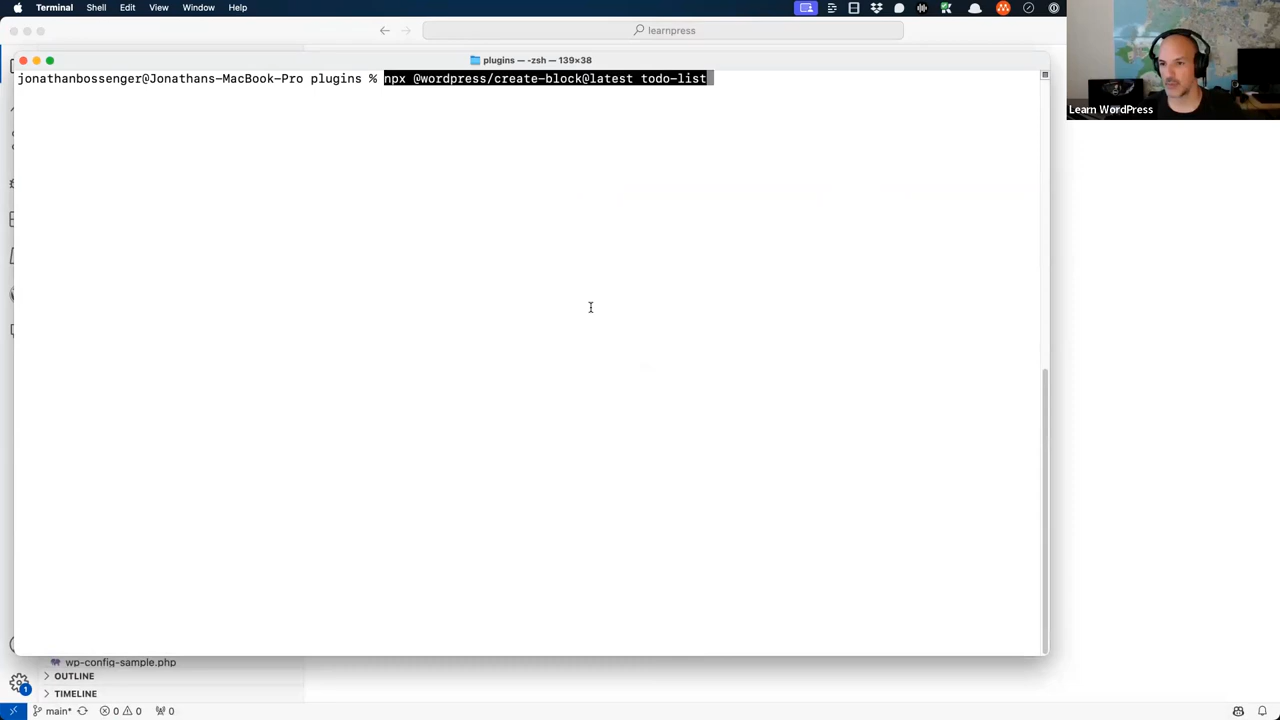 Terminal Shell Edit View Window Help
learnpress
plugins — -zsh — 139×38
jonathanbossenger@Jonathans-MacBook-Pro plugins % npx @wordpress/create-block@latest todo-list
Learn WordPress
wp-config-sample.php
OUTLINE
TIMELINE
1
main* 0 0 0